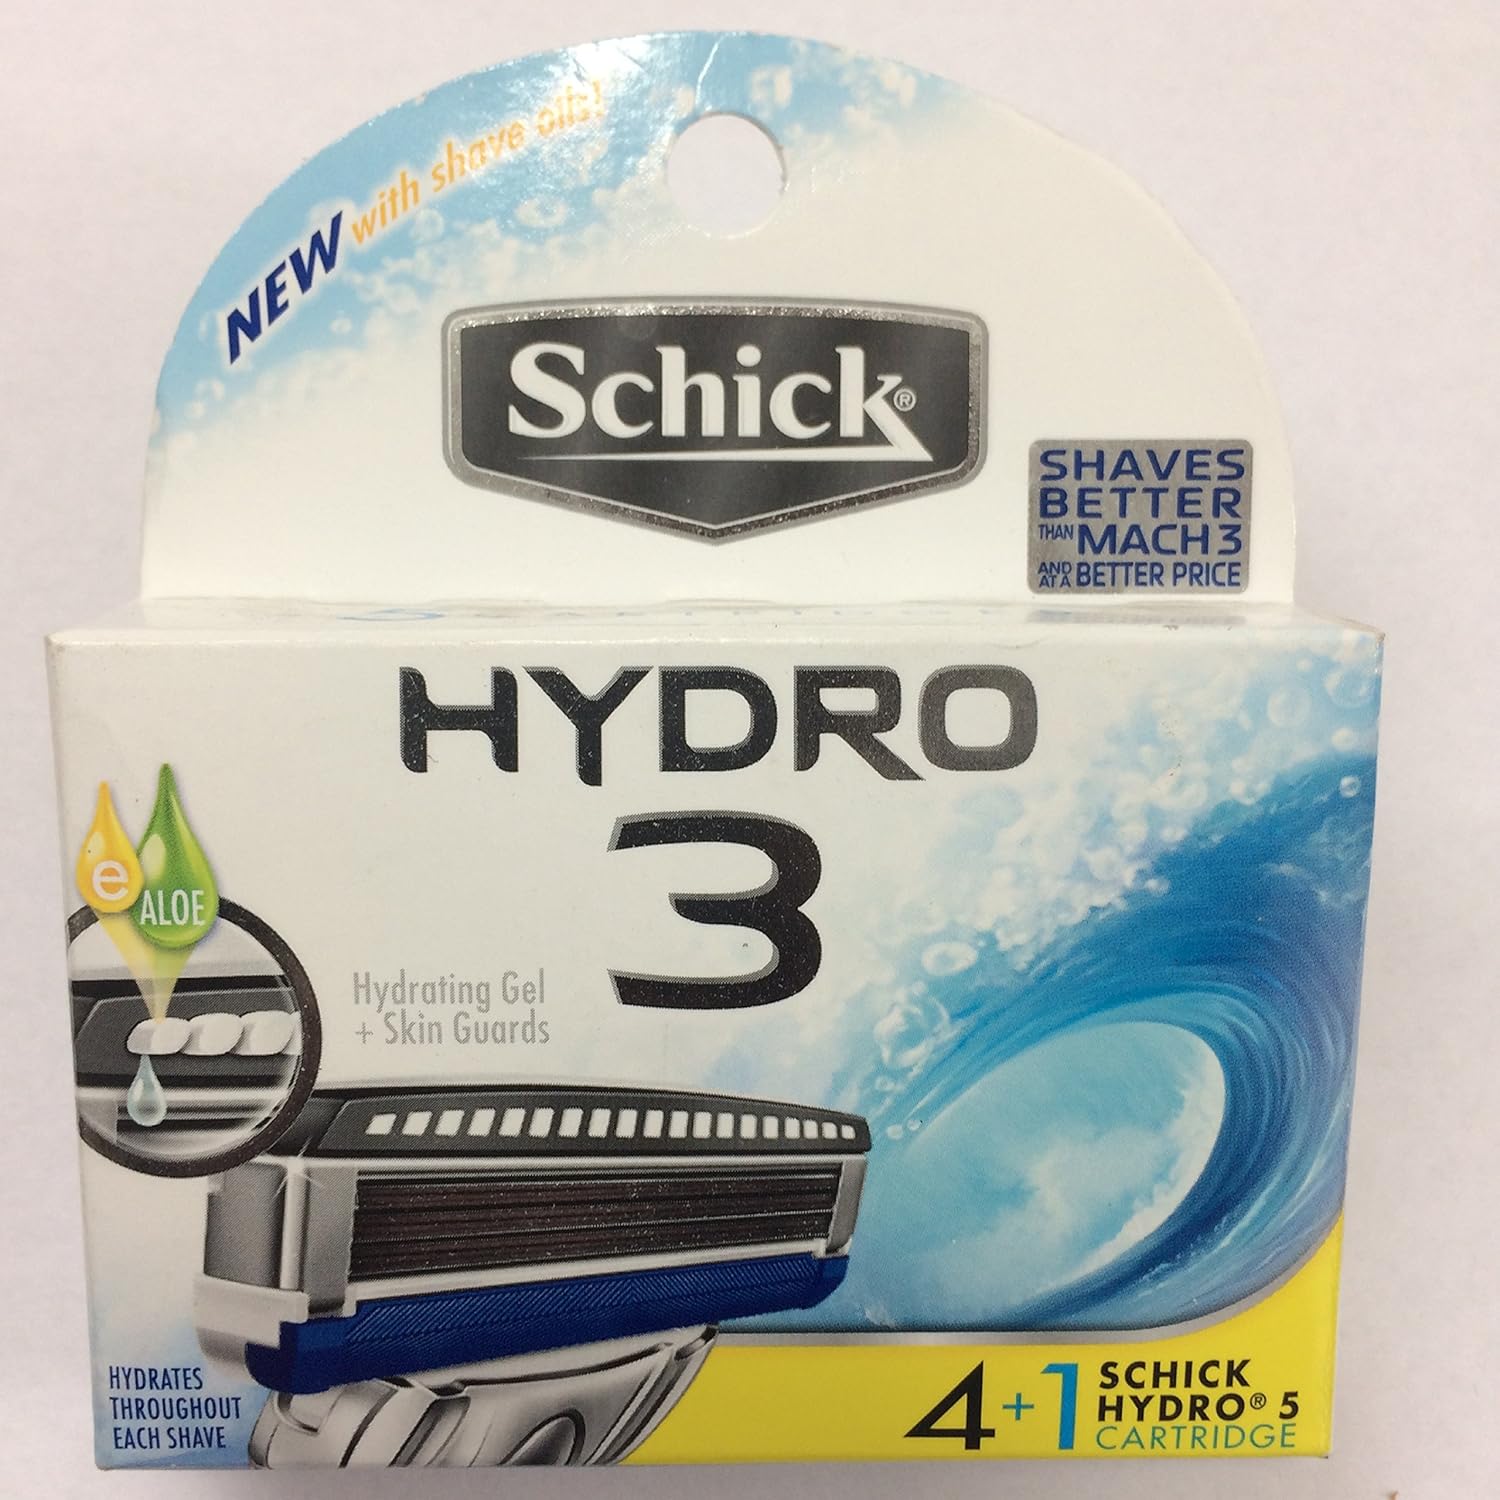 NEW with shave oils!
Schick®
SHAVES
BETTER
THAN MACH 3
AND AT A BETTER PRICE
HYDRO
3
e
ALOE
Hydrating Gel
+ Skin Guards
HYDRATES
THROUGHOUT
EACH SHAVE
4+1 SCHICK
HYDRO® 5
CARTRIDGE